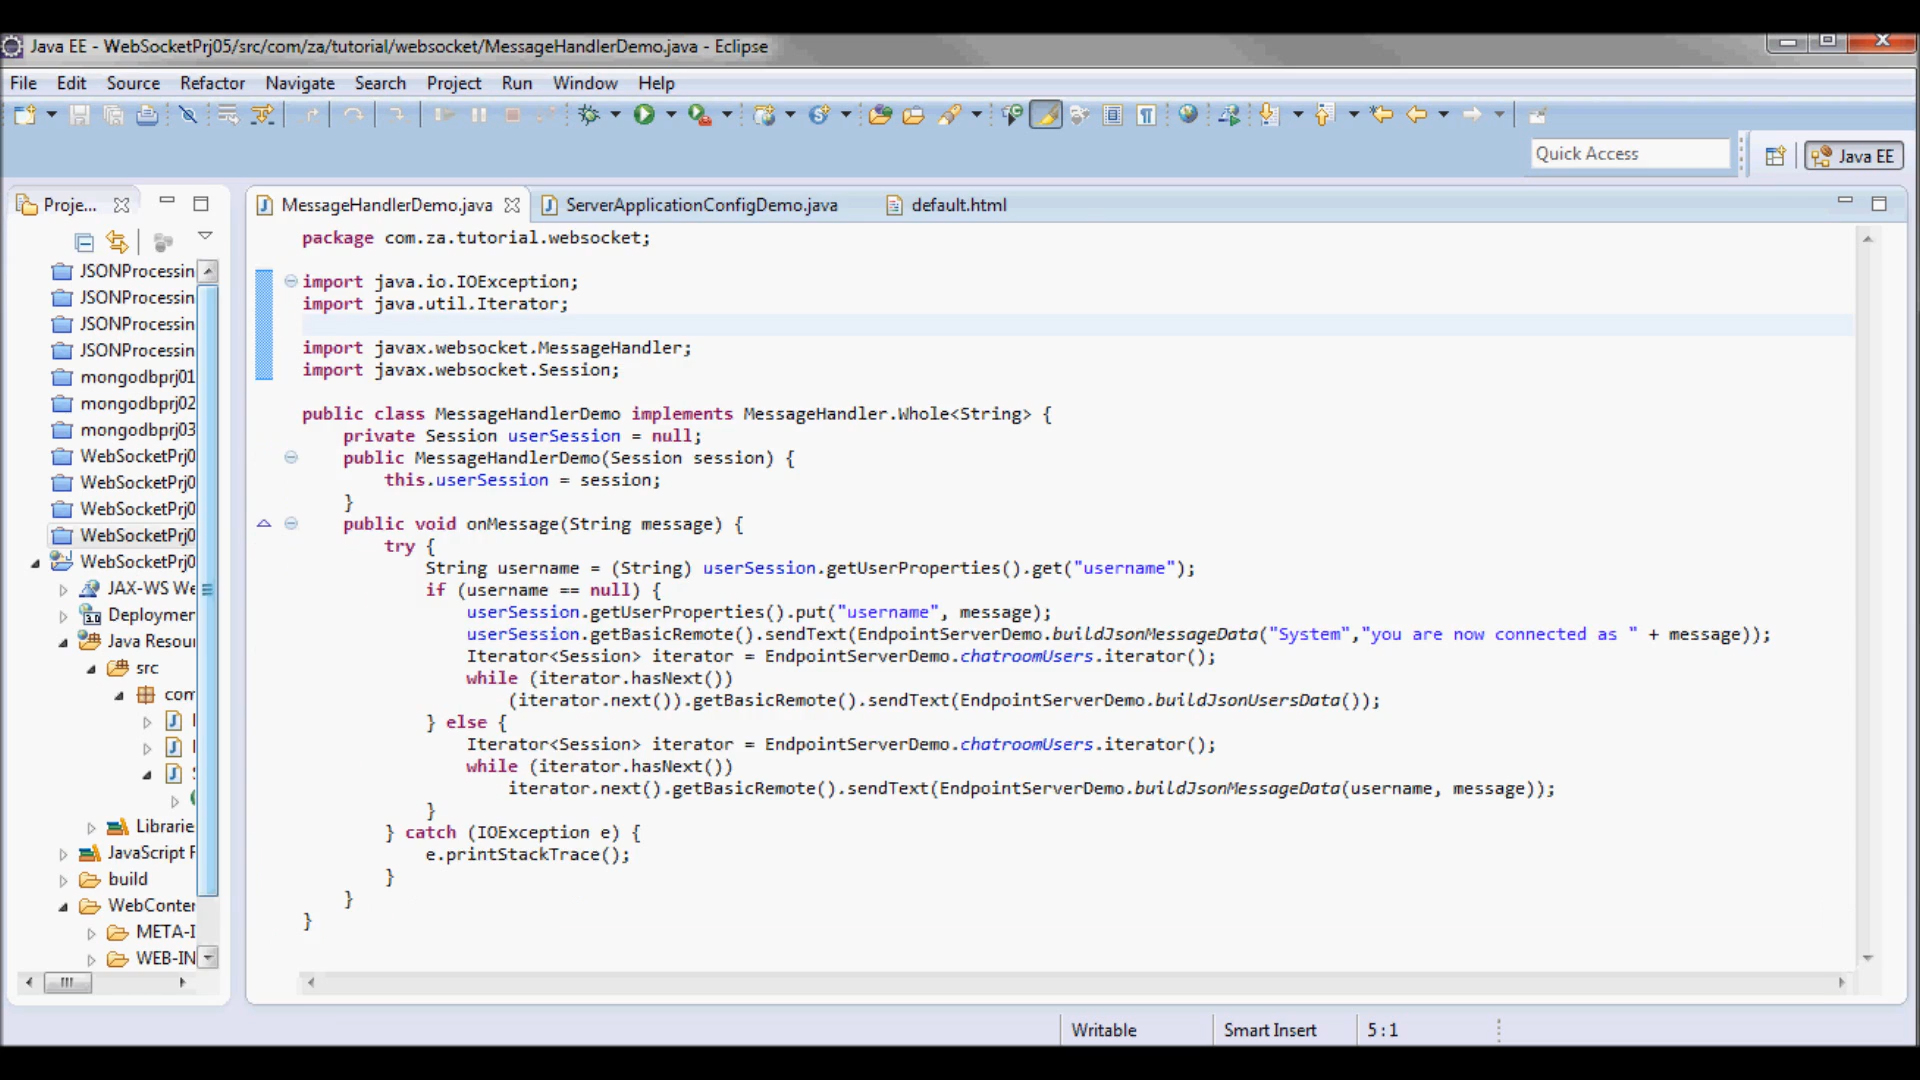 Java EE - WebSocketPrj05/src/com/za/tutorial/websocket/MessageHandlerDemo.java - Eclipse
File Edit Source Refactor Navigate Search Project Run Window Help
Quick Access
Java EE
Proje...
JSONProcessin
JSONProcessin
JSONProcessin
JSONProcessin
mongodbprj01
mongodbprj02
mongodbprj03
WebSocketPrj0
WebSocketPrj0
WebSocketPrj0
WebSocketPrj0
WebSocketPrj0
JAX-WS We
Deploymer
Java Resou
src
com
Librarie
JavaScript F
build
WebConter
META-I
WEB-IN
MessageHandlerDemo.java ServerApplicationConfigDemo.java default.html
package com.za.tutorial.websocket;
import java.io.IOException;
import java.util.Iterator;
import javax.websocket.MessageHandler;
import javax.websocket.Session;
public class MessageHandlerDemo implements MessageHandler.Whole<String> {
private Session userSession = null;
public MessageHandlerDemo(Session session) {
this.userSession = session;
}
public void onMessage(String message) {
try {
String username = (String) userSession.getUserProperties().get("username");
if (username == null) {
userSession.getUserProperties().put("username", message);
userSession.getBasicRemote().sendText(EndpointServerDemo.buildJsonMessageData("System","you are now connected as " + message));
Iterator<Session> iterator = EndpointServerDemo.chatroomUsers.iterator();
while (iterator.hasNext())
(iterator.next()).getBasicRemote().sendText(EndpointServerDemo.buildJsonUsersData());
} else {
Iterator<Session> iterator = EndpointServerDemo.chatroomUsers.iterator();
while (iterator.hasNext())
iterator.next().getBasicRemote().sendText(EndpointServerDemo.buildJsonMessageData(username, message));
}
} catch (IOException e) {
e.printStackTrace();
}
}
}
Writable Smart Insert 5 : 1